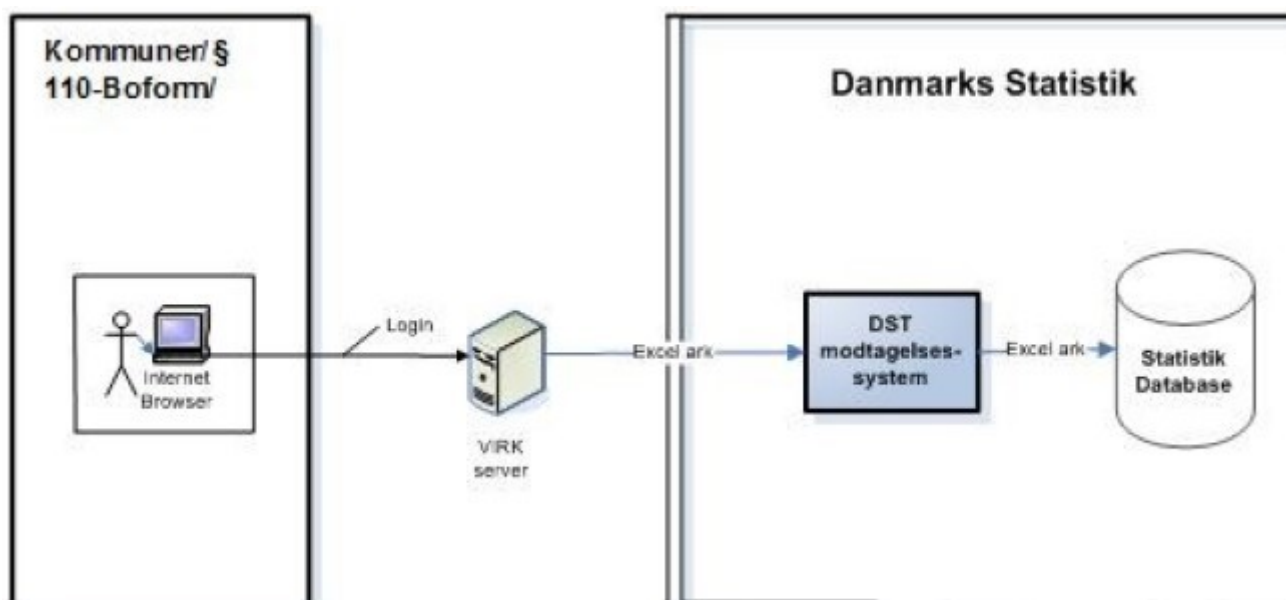 Kommuner/ §
110-Boform/
Danmarks Statistik
Internet
Browser
Login
VIRK
server
Excel ark
DST
modtagelses-
system
Excel ark
Statistik
Database